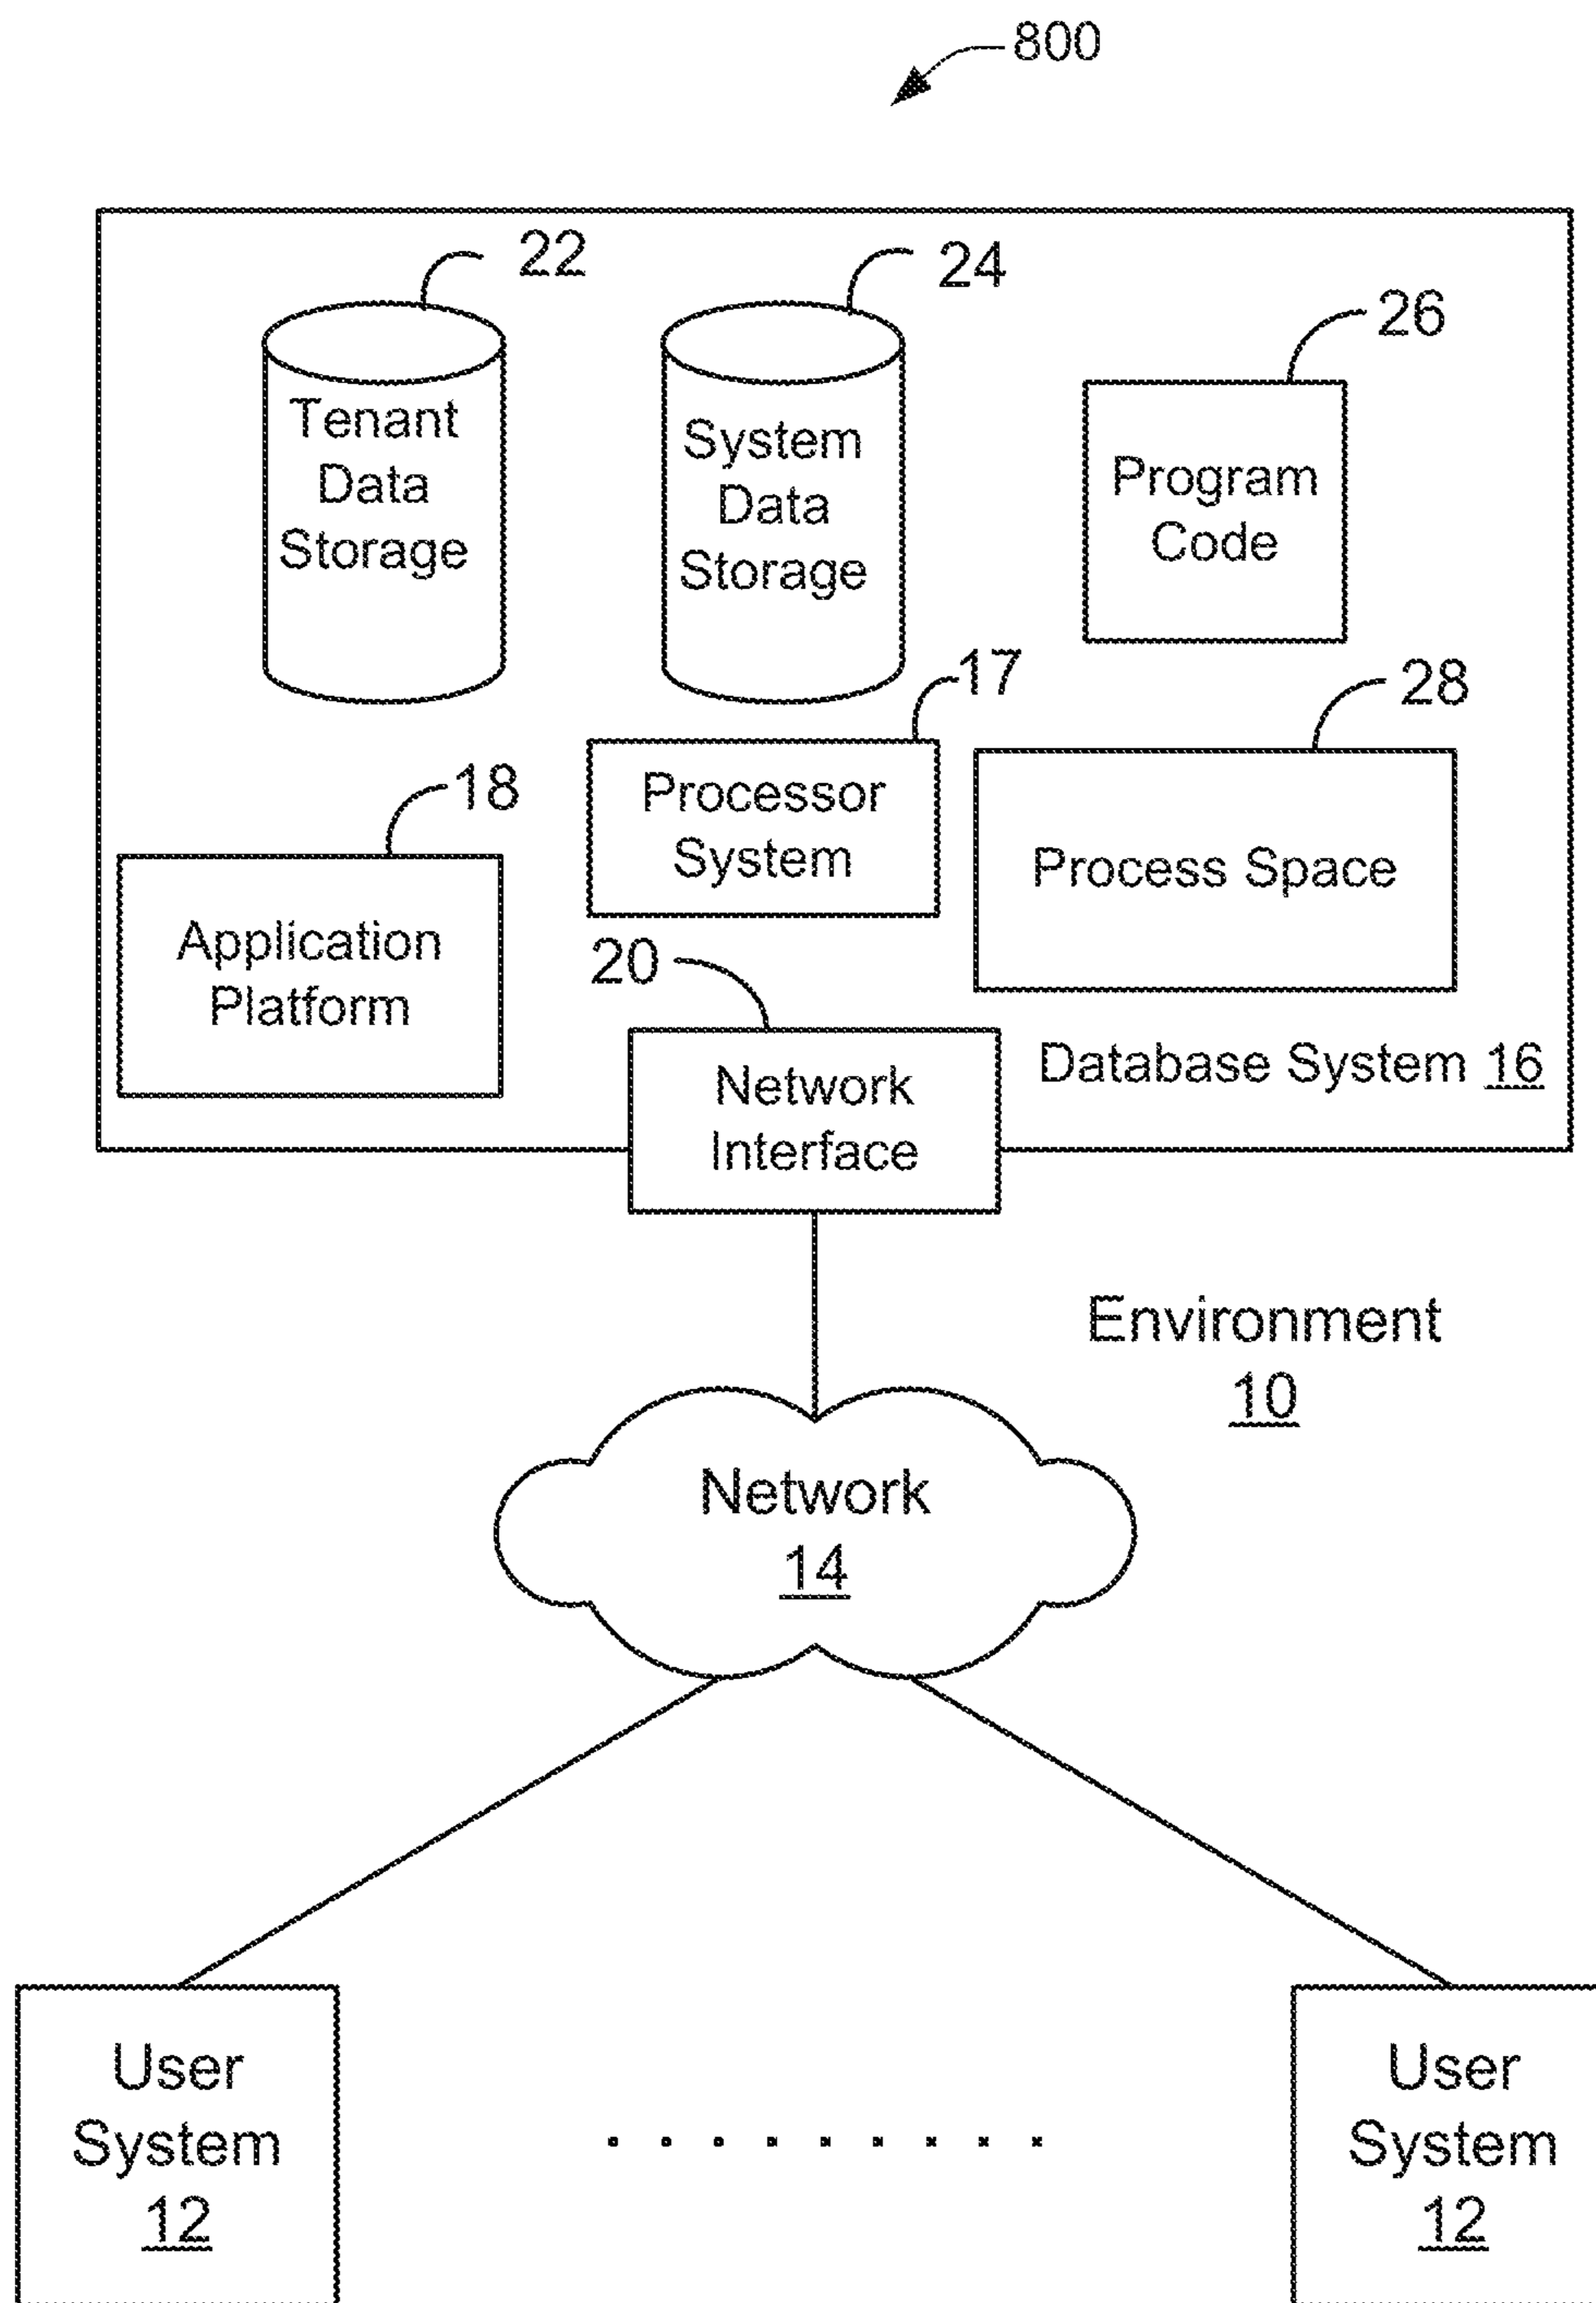 800
22
24
26
Tenant
Data
Storage
System
Data
Storage
Program
Code
17
28
18
Processor
System
Process Space
Application
Platform
20
Network
Interface
Database System 16
Environment
10
Network
14
User
System
12
. . . . . . . . .
User
System
12